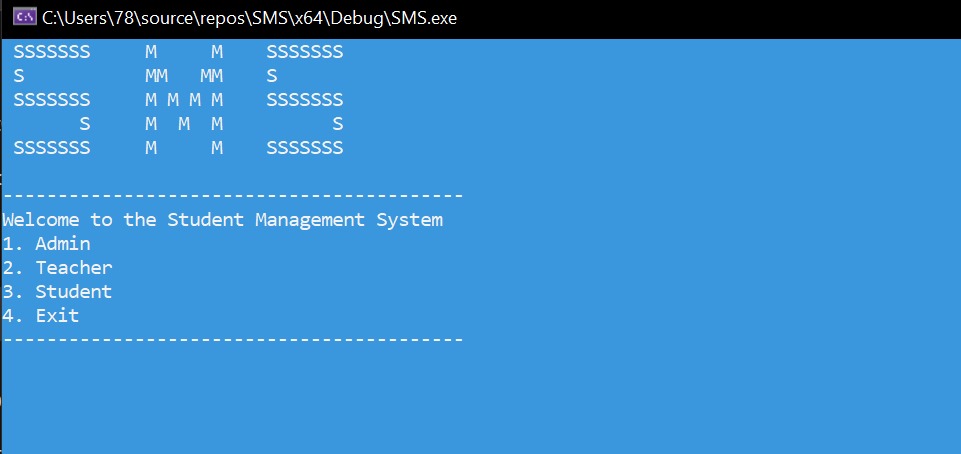 C:\Users\78\source\repos\SMS\x64\Debug\SMS.exe
 SSSSSSS     M     M    SSSSSSS
 S           MM   MM    S
 SSSSSSS     M M M M    SSSSSSS
       S     M  M  M          S
 SSSSSSS     M     M    SSSSSSS
------------------------------------------
Welcome to the Student Management System
1. Admin
2. Teacher
3. Student
4. Exit
------------------------------------------